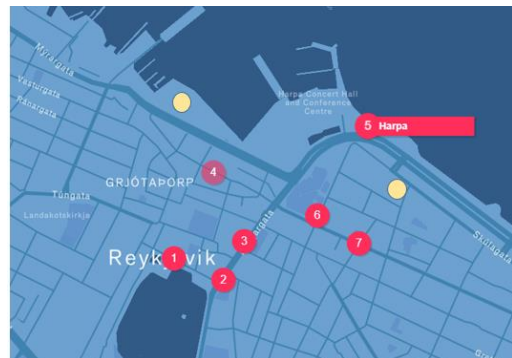 Mýrargata
Vesturgata
Ránargata
Harpa Concert Hall
and Conference
Centre
5 Harpa
4
GRJÓTAÞORP
Túngata
Landakotskirkja
6
Skúlagata
3
7
Reykjavik
1
2